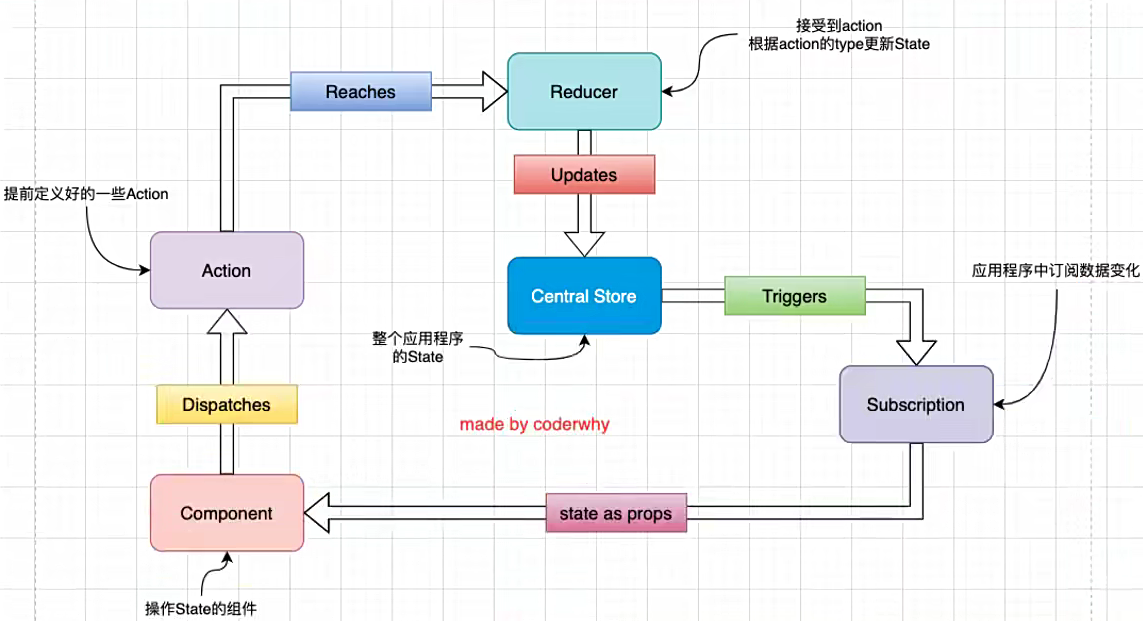 接受到action
根据action的type更新State
Reaches
Reducer
Updates
提前定义好的一些Action
Action
Central Store
Triggers
应用程序中订阅数据变化
整个应用程序
的State
Dispatches
Subscription
made by coderwhy
Component
state as props
操作State的组件